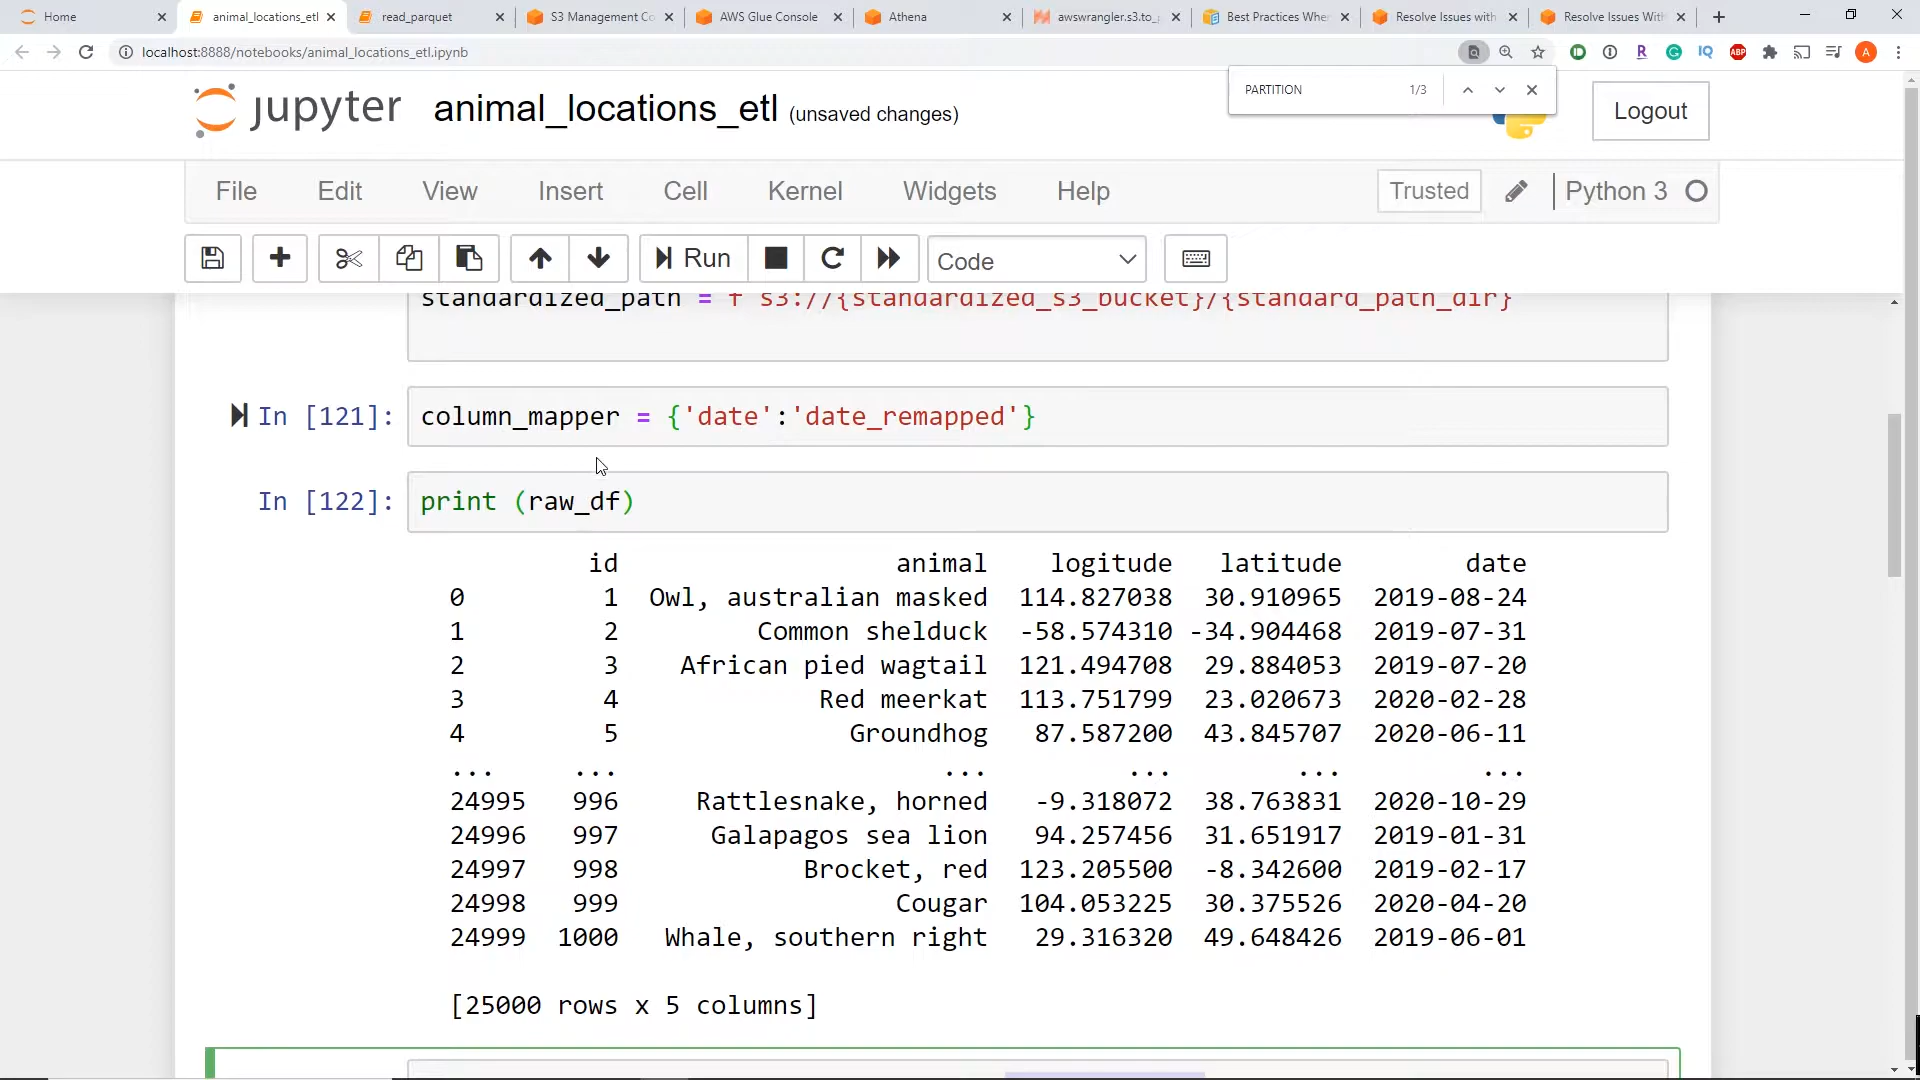 Home
animal_locations_etl
read_parquet
S3 Management Co
AWS Glue Console
Athena
awswrangler.s3.to_
Best Practices When
Resolve Issues with
Resolve Issues With
localhost:8888/notebooks/animal_locations_etl.ipynb
PARTITION 1/3
jupyter animal_locations_etl (unsaved changes)
Logout
File Edit View Insert Cell Kernel Widgets Help
Trusted
Python 3
Run
Code
standardized_path = f's3://{standardized_s3_bucket}/{standard_path_dir}
In [121]: column_mapper = {'date':'date_remapped'}
In [122]: print (raw_df)
id animal logitude latitude date
0 1 Owl, australian masked 114.827038 30.910965 2019-08-24
1 2 Common shelduck -58.574310 -34.904468 2019-07-31
2 3 African pied wagtail 121.494708 29.884053 2019-07-20
3 4 Red meerkat 113.751799 23.020673 2020-02-28
4 5 Groundhog 87.587200 43.845707 2020-06-11
... ... ... ... ... ...
24995 996 Rattlesnake, horned -9.318072 38.763831 2020-10-29
24996 997 Galapagos sea lion 94.257456 31.651917 2019-01-31
24997 998 Brocket, red 123.205500 -8.342600 2019-02-17
24998 999 Cougar 104.053225 30.375526 2020-04-20
24999 1000 Whale, southern right 29.316320 49.648426 2019-06-01
[25000 rows x 5 columns]